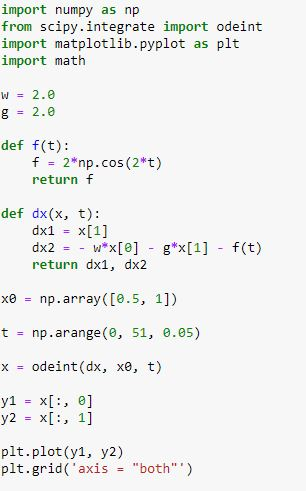 import numpy as np
from scipy.integrate import odeint
import matplotlib.pyplot as plt
import math
w = 2.0
g = 2.0
def f(t):
    f = 2*np.cos(2*t)
    return f
def dx(x, t):
    dx1 = x[1]
    dx2 = - w*x[0] - g*x[1] - f(t)
    return dx1, dx2
x0 = np.array([0.5, 1])
t = np.arange(0, 51, 0.05)
x = odeint(dx, x0, t)
y1 = x[:, 0]
y2 = x[:, 1]
plt.plot(y1, y2)
plt.grid('axis = "both"')